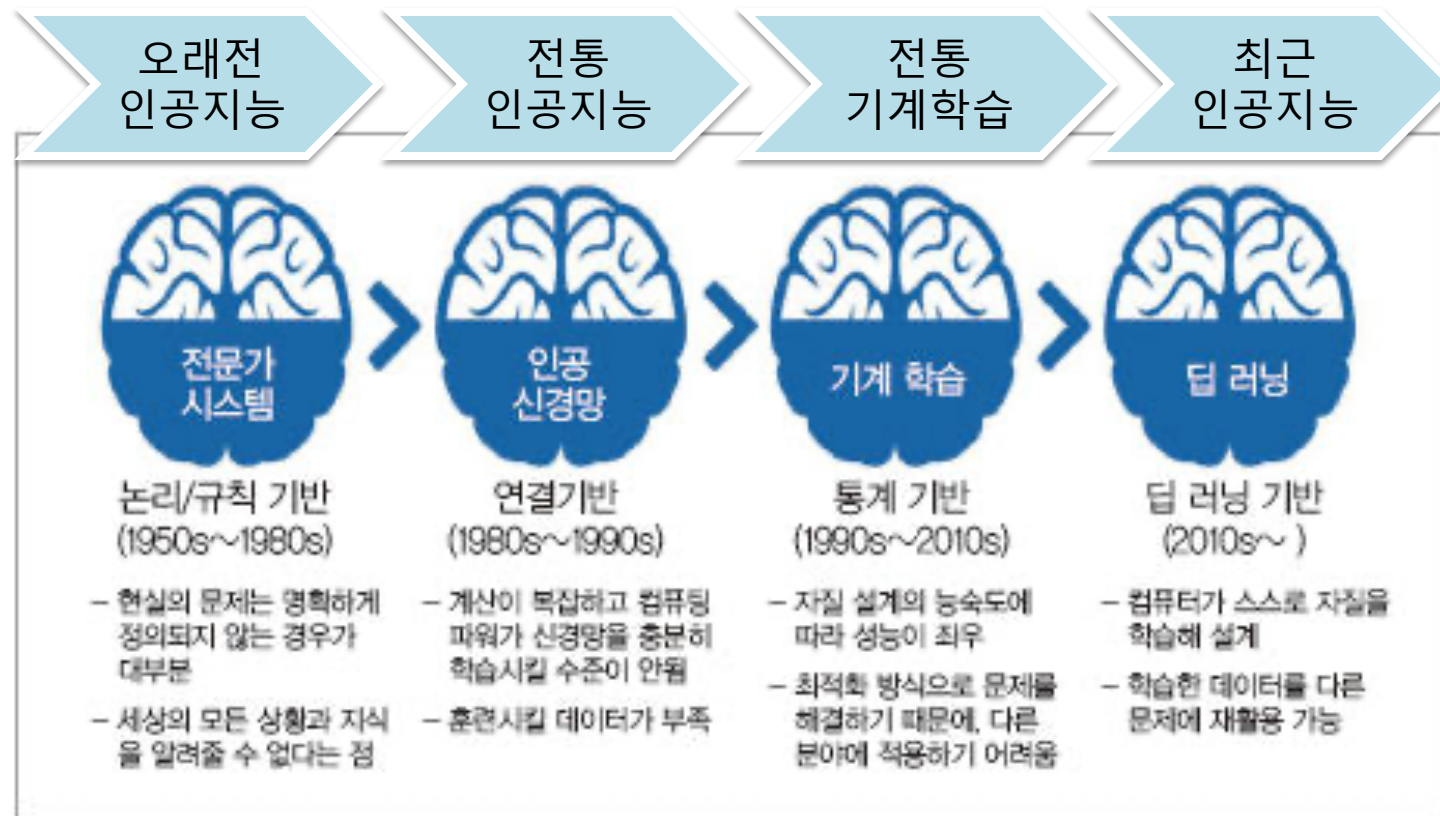 오래전
인공지능
전통
인공지능
전통
기계학습
최근
인공지능
전문가
시스템
인공
신경망
기계 학습
딥 러닝
논리/규칙 기반
(1950s~1980s)
- 현실의 문제는 명확하게
정의되지 않는 경우가
대부분
- 세상의 모든 상황과 지식
을 알려줄 수 없다는 점
연결기반
(1980s~1990s)
- 계산이 복잡하고 컴퓨팅
파워가 신경망을 충분히
학습시킬 수준이 안됨
- 훈련시킬 데이터가 부족
통계 기반
(1990s~2010s)
- 자질 설계의 능숙도에
따라 성능이 좌우
- 최적화 방식으로 문제를
해결하기 때문에, 다른
분야에 적용하기 어려움
딥 러닝 기반
(2010s~ )
- 컴퓨터가 스스로 자질을
학습해 설계
- 학습한 데이터를 다른
문제에 재활용 가능